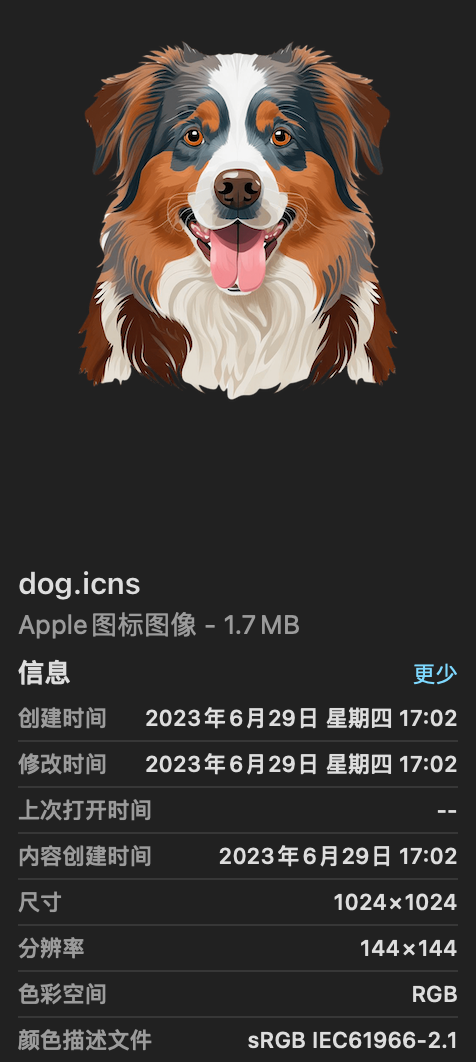 dog.icns
Apple图标图像 - 1.7 MB
信息 更少
创建时间 2023年6月29日 星期四 17:02
修改时间 2023年6月29日 星期四 17:02
上次打开时间 --
内容创建时间 2023年6月29日 17:02
尺寸 1024×1024
分辨率 144×144
色彩空间 RGB
颜色描述文件 sRGB IEC61966-2.1